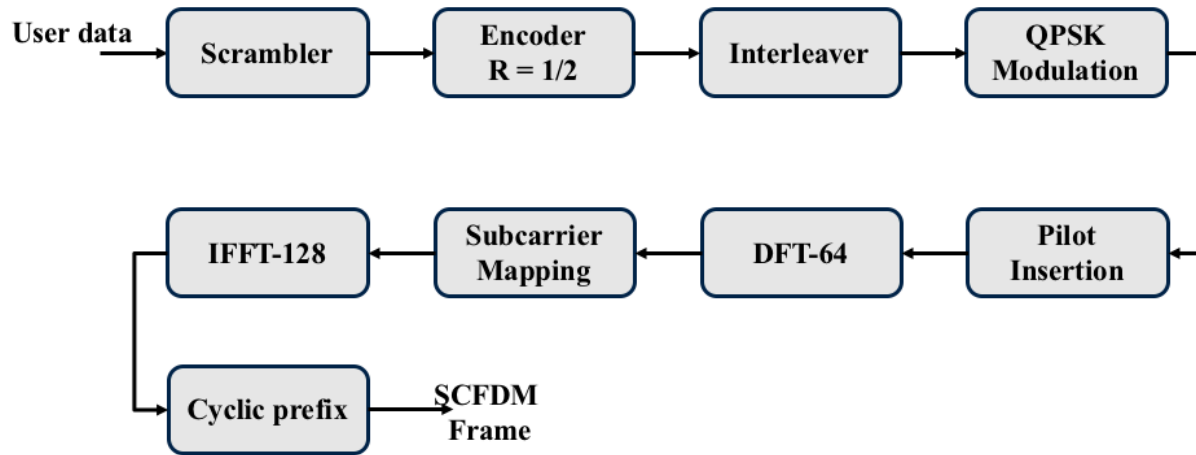 User data
Scrambler
Encoder
R = 1/2
Interleaver
QPSK
Modulation
IFFT-128
Subcarrier
Mapping
DFT-64
Pilot
Insertion
Cyclic prefix
SCFDM
Frame